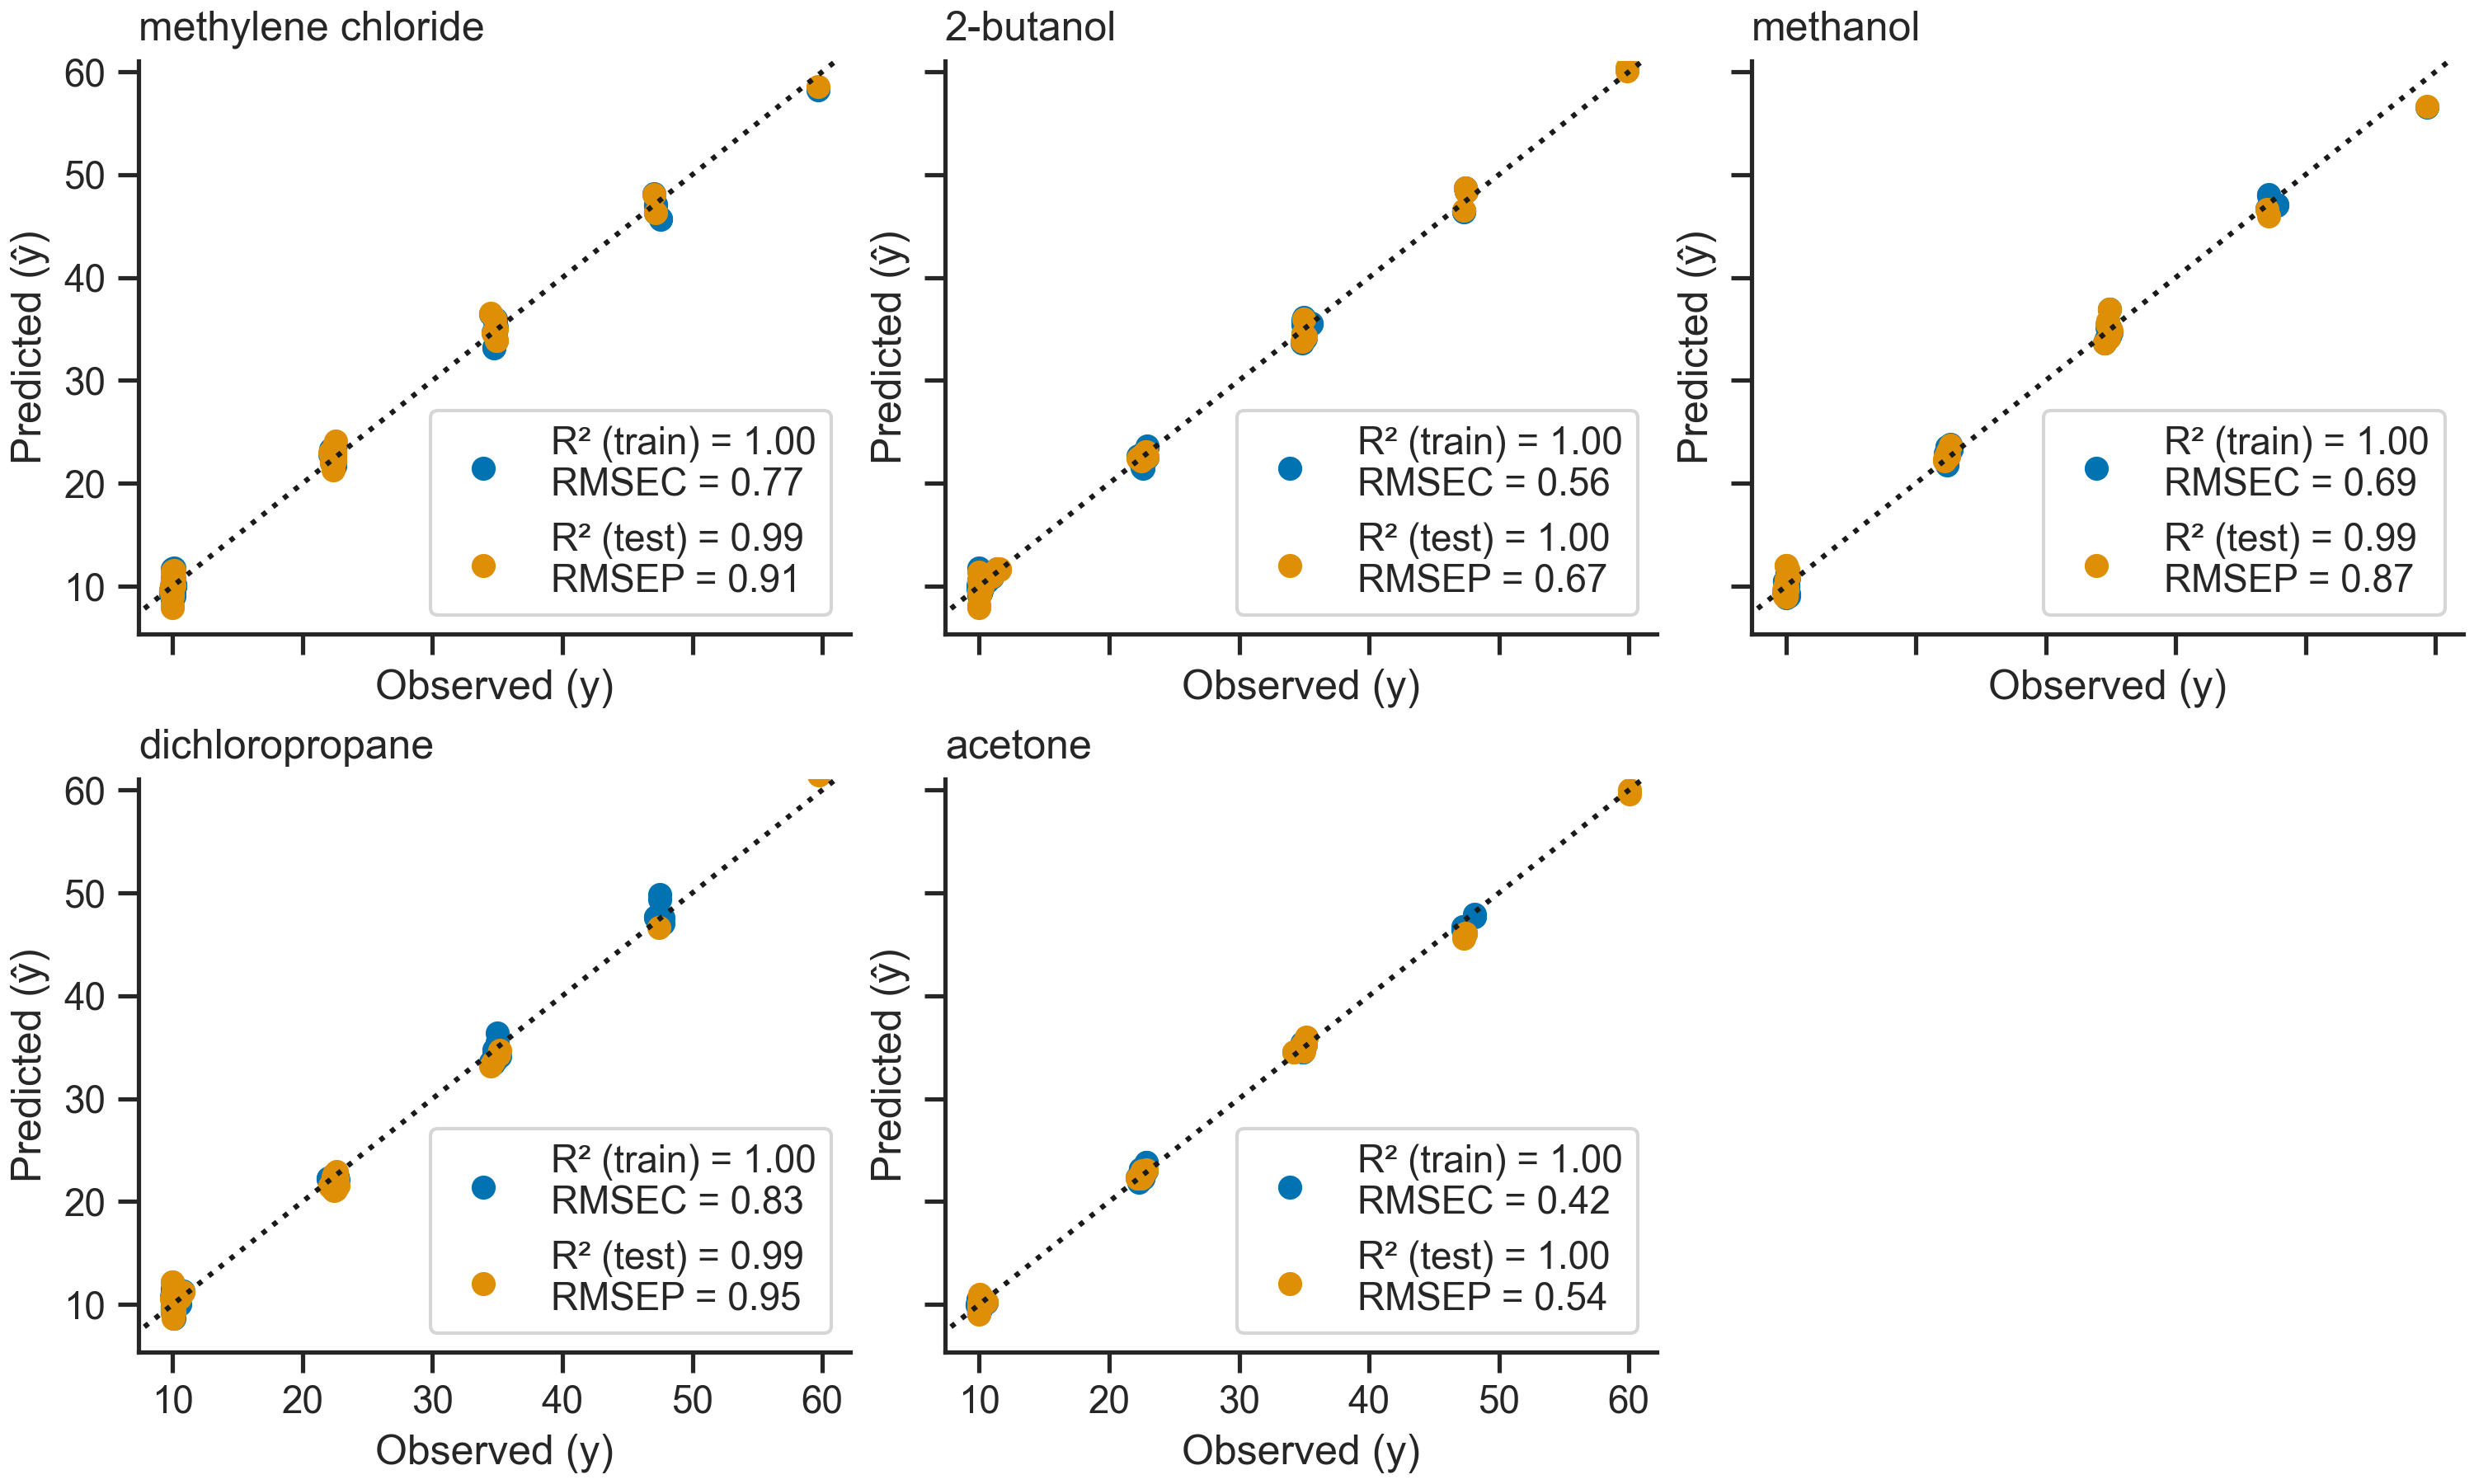 methylene chloride
60
50
40
30
20
10
Predicted (ŷ)
R² (train) = 1.00
RMSEC = 0.77
R² (test) = 0.99
RMSEP = 0.91
Observed (y)
2-butanol
Predicted (ŷ)
R² (train) = 1.00
RMSEC = 0.56
R² (test) = 1.00
RMSEP = 0.67
Observed (y)
methanol
Predicted (ŷ)
R² (train) = 1.00
RMSEC = 0.69
R² (test) = 0.99
RMSEP = 0.87
Observed (y)
dichloropropane
60
50
40
30
20
10
Predicted (ŷ)
R² (train) = 1.00
RMSEC = 0.83
R² (test) = 0.99
RMSEP = 0.95
10 20 30 40 50 60
Observed (y)
acetone
Predicted (ŷ)
R² (train) = 1.00
RMSEC = 0.42
R² (test) = 1.00
RMSEP = 0.54
10 20 30 40 50 60
Observed (y)